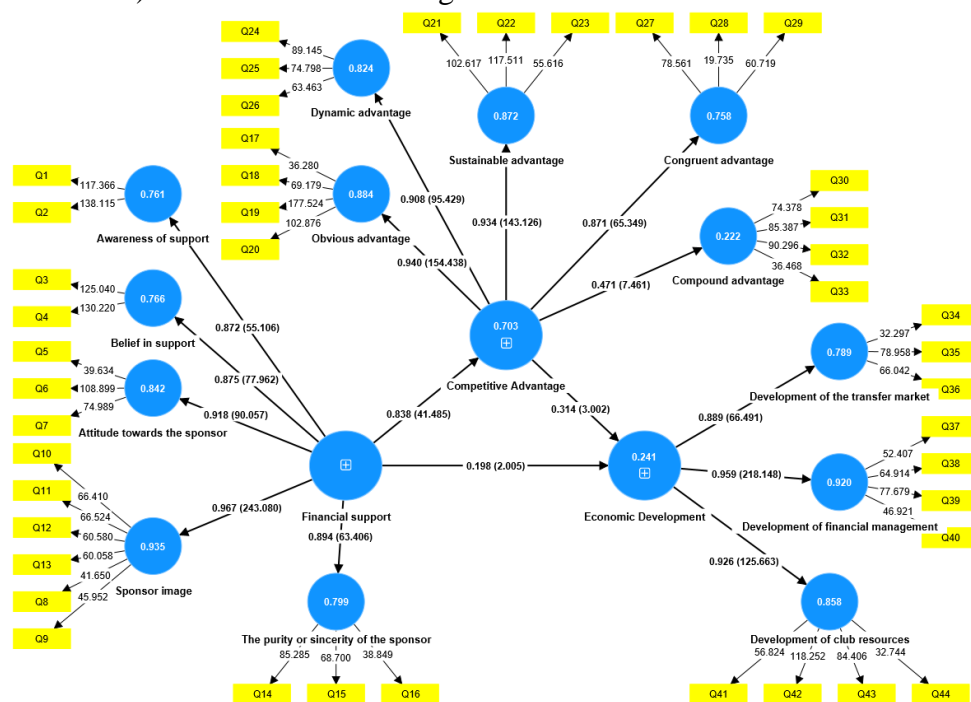 Q24
Q25
Q26
89.145
74.798
63.463
0.824
Dynamic advantage
Q21
Q22
Q23
102.617
117.511
55.616
0.872
Sustainable advantage
Q27
Q28
Q29
78.561
19.735
60.719
0.758
Congruent advantage
Q17
Q18
Q19
Q20
36.280
69.179
177.524
102.876
0.884
Obvious advantage
Q30
Q31
Q32
Q33
74.378
85.387
90.296
36.468
0.222
Compound advantage
Q1
Q2
117.366
138.115
0.761
Awareness of support
Q3
Q4
125.040
130.220
0.766
Belief in support
Q5
Q6
Q7
39.634
108.899
74.989
0.842
Attitude towards the sponsor
0.908 (95.429)
0.934 (143.126)
0.871 (65.349)
0.940 (154.438)
0.471 (7.461)
0.703
Competitive Advantage
0.872 (55.106)
0.875 (77.962)
0.918 (90.057)
0.838 (41.485)
0.314 (3.002)
0.198 (2.005)
Financial support
0.967 (243.080)
0.894 (63.406)
0.241
Economic Development
0.889 (66.491)
0.959 (218.148)
0.926 (125.663)
Q34
Q35
Q36
32.297
78.958
66.042
0.789
Development of the transfer market
Q37
Q38
Q39
Q40
52.407
64.914
77.679
46.921
0.920
Development of financial management
Q10
Q11
Q12
Q13
Q8
Q9
66.410
66.524
60.580
60.058
41.650
45.952
0.935
Sponsor image
0.799
The purity or sincerity of the sponsor
85.285
68.700
38.849
Q14
Q15
Q16
0.858
Development of club resources
56.824
118.252
84.406
32.744
Q41
Q42
Q43
Q44